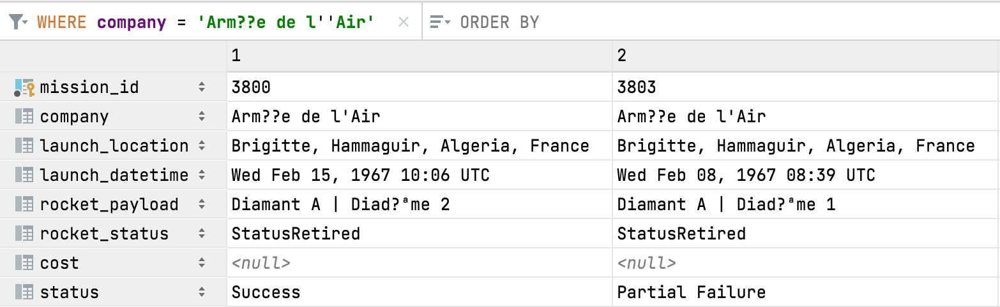 WHERE company = 'Arm??e de l''Air' × ORDER BY
1 2
mission_id 3800 3803
company Arm??e de l'Air Arm??e de l'Air
launch_location Brigitte, Hammaguir, Algeria, France Brigitte, Hammaguir, Algeria, France
launch_datetime Wed Feb 15, 1967 10:06 UTC Wed Feb 08, 1967 08:39 UTC
rocket_payload Diamant A | Diad?ªme 2 Diamant A | Diad?ªme 1
rocket_status StatusRetired StatusRetired
cost <null> <null>
status Success Partial Failure